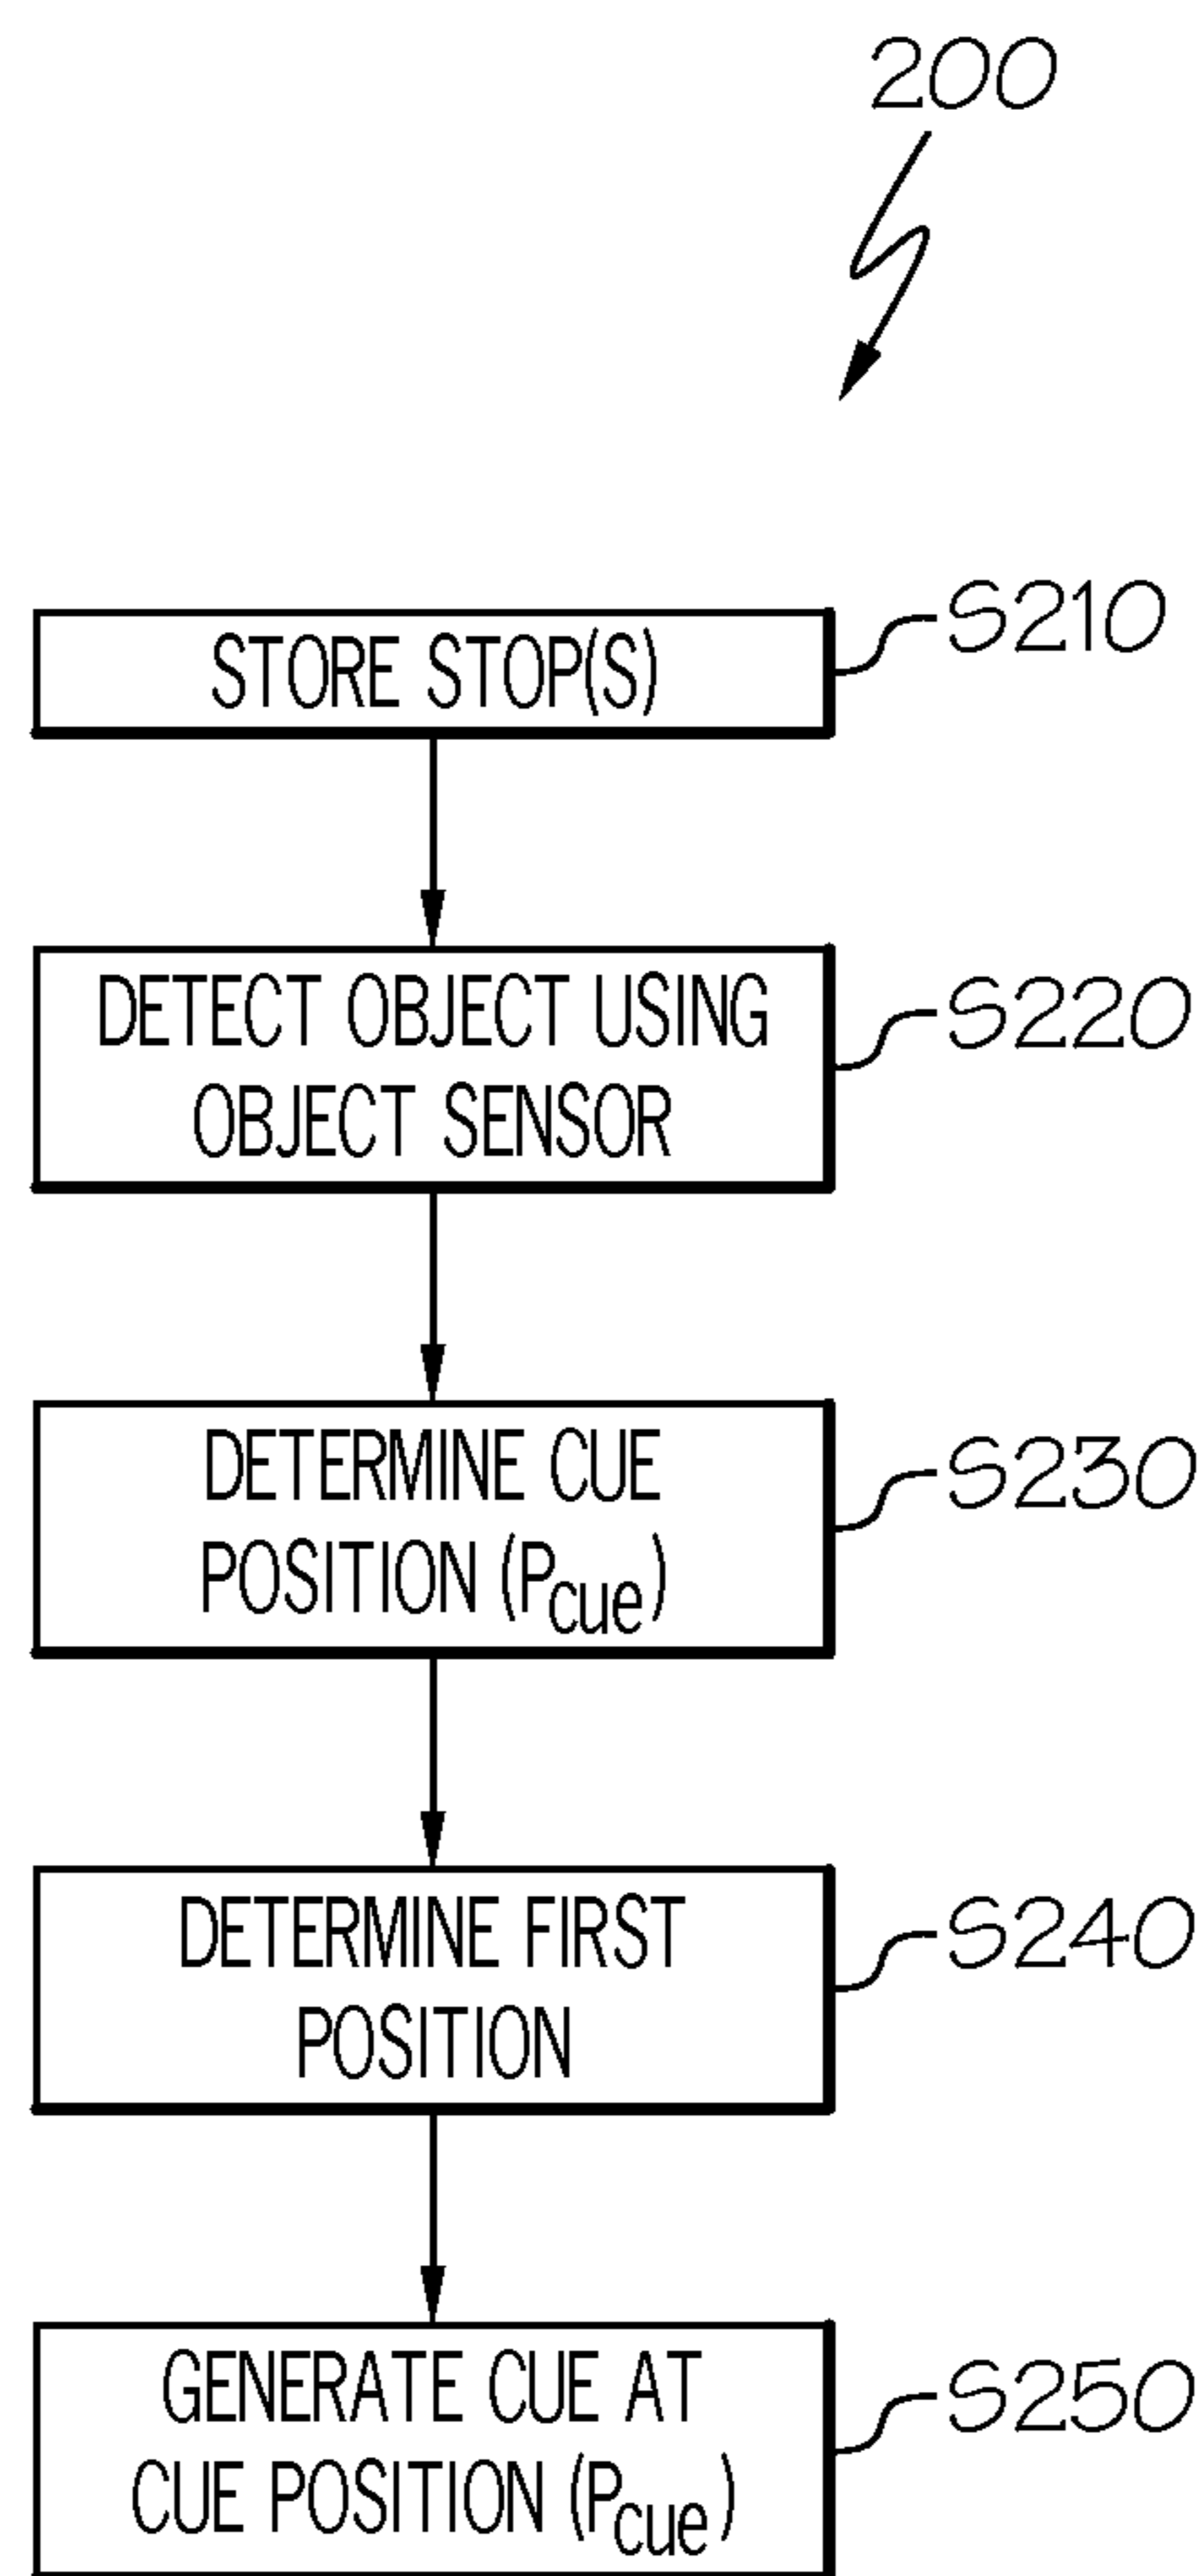 200
STORE STOP(S)
S210
DETECT OBJECT USING
OBJECT SENSOR
S220
DETERMINE CUE
POSITION (Pcue)
S230
DETERMINE FIRST
POSITION
S240
GENERATE CUE AT
CUE POSITION (Pcue)
S250